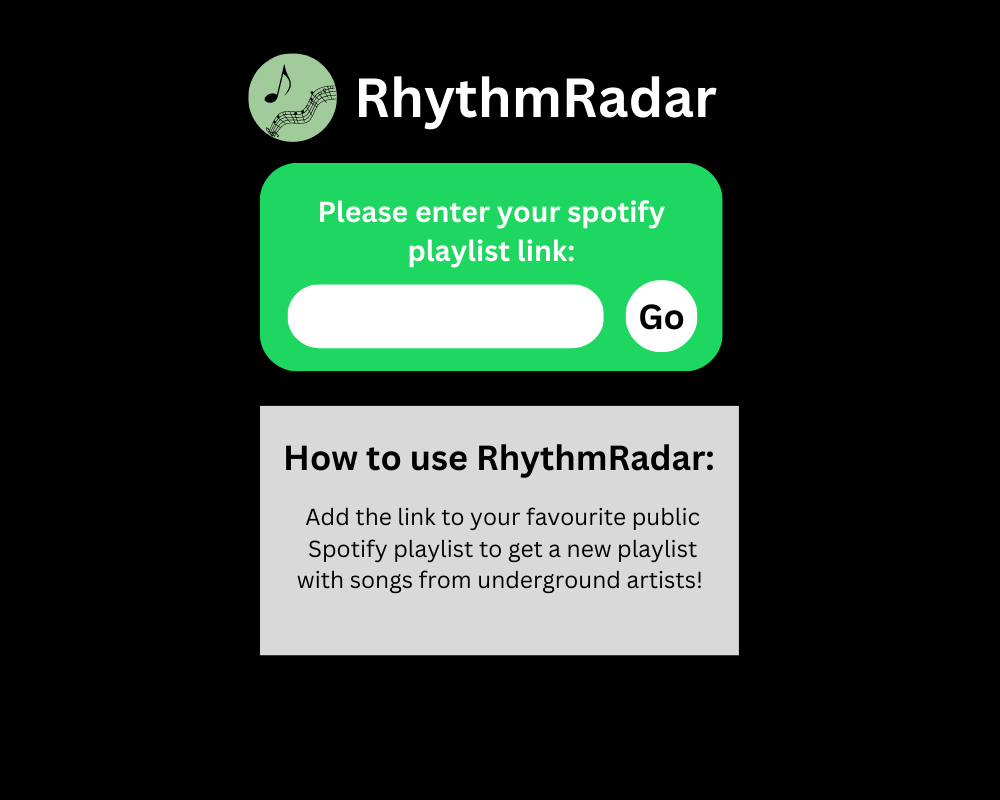 RhythmRadar
Please enter your spotify
playlist link:
Go
How to use RhythmRadar:
Add the link to your favourite public
Spotify playlist to get a new playlist
with songs from underground artists!